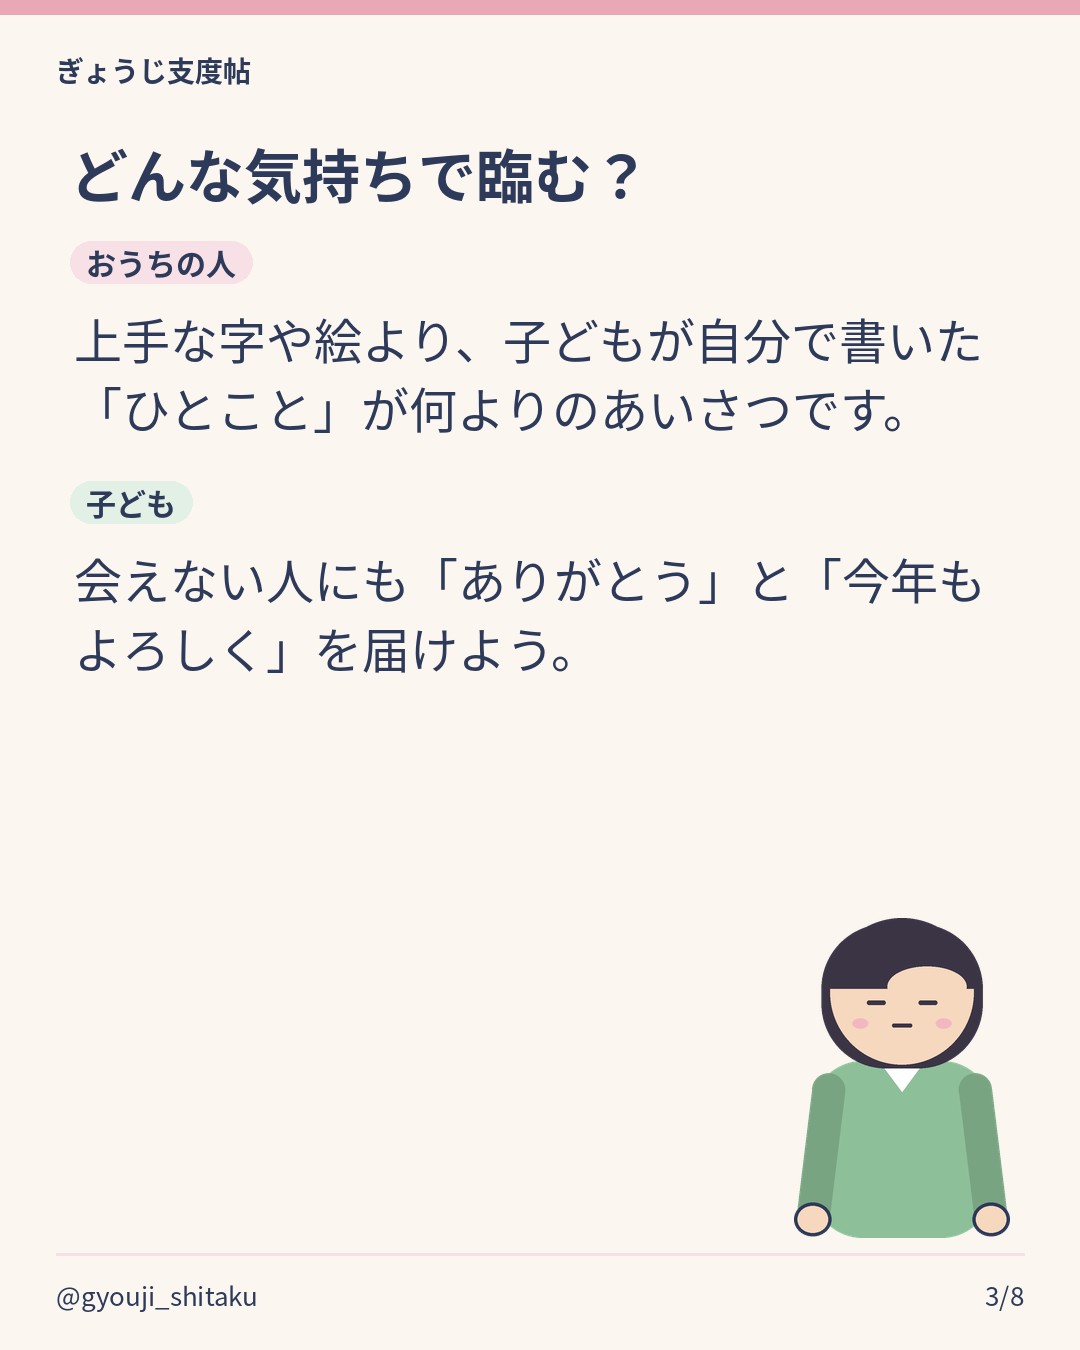 ぎょうじ支度帖
どんな気持ちで臨む？
おうちの人
上手な字や絵より、子どもが自分で書いた
「ひとこと」が何よりのあいさつです。
子ども
会えない人にも「ありがとう」と「今年も
よろしく」を届けよう。
@gyouji_shitaku
3/8